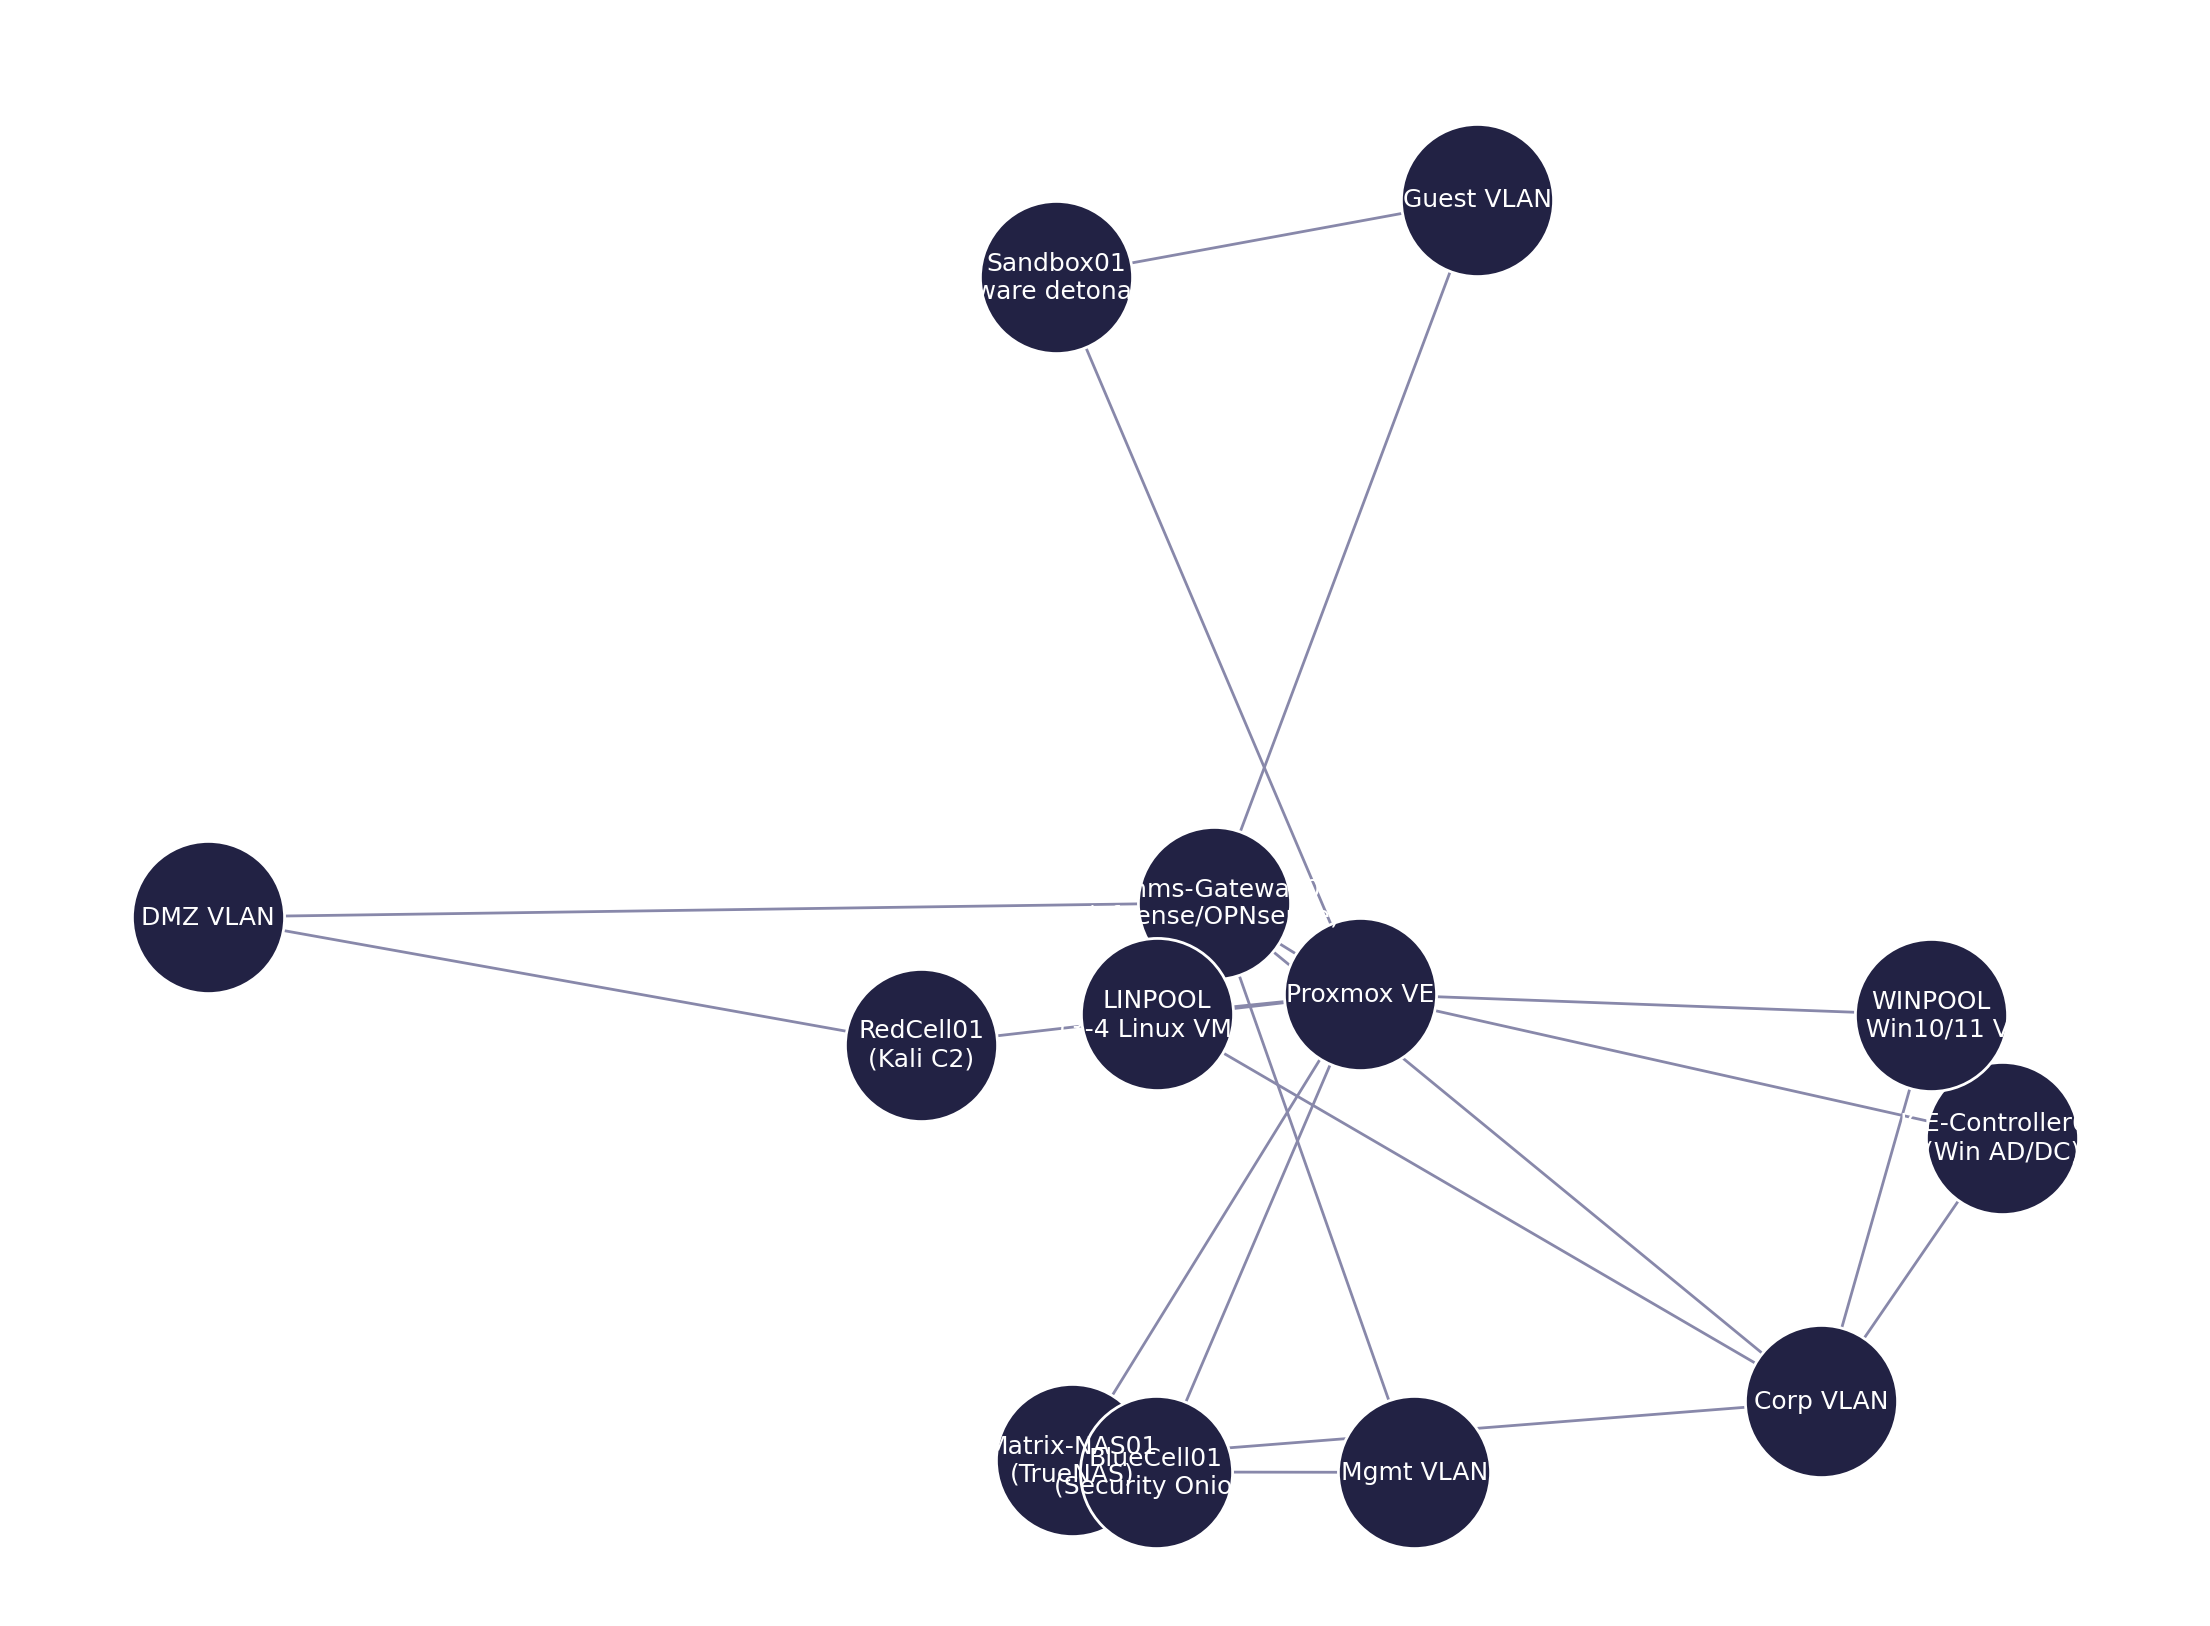 Guest VLAN
Sandbox01
ware detona
mms-Gatewa
ense/OPNsen
DMZ VLAN
Proxmox VE
LINPOOL
-4 Linux VM
WINPOOL
Win10/11 V
RedCell01
(Kali C2)
E-Controller
(Win AD/DC)
Corp VLAN
Matrix-NAS01
(TrueNAS)
BlueCell01
(Security Onio
Mgmt VLAN